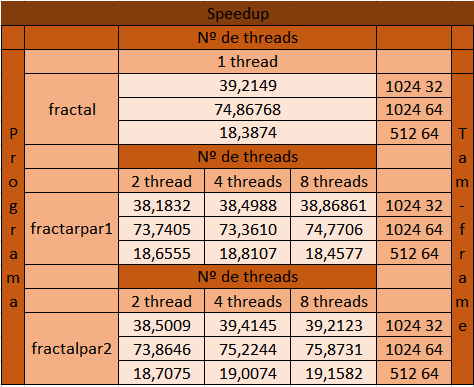 Speedup
Nº de threads
1 thread
Programa
fractal
39,2149 1024 32
74,86768 1024 64
18,3874 512 64
Tam-frame
Nº de threads
2 thread 4 threads 8 threads
fractarpar1
38,1832 38,4988 38,86861 1024 32
73,7405 73,3610 74,7706 1024 64
18,6555 18,8107 18,4577 512 64
Nº de threads
2 thread 4 threads 8 threads
fractalpar2
38,5009 39,4145 39,2123 1024 32
73,8646 75,2244 75,8731 1024 64
18,7075 19,0074 19,1582 512 64